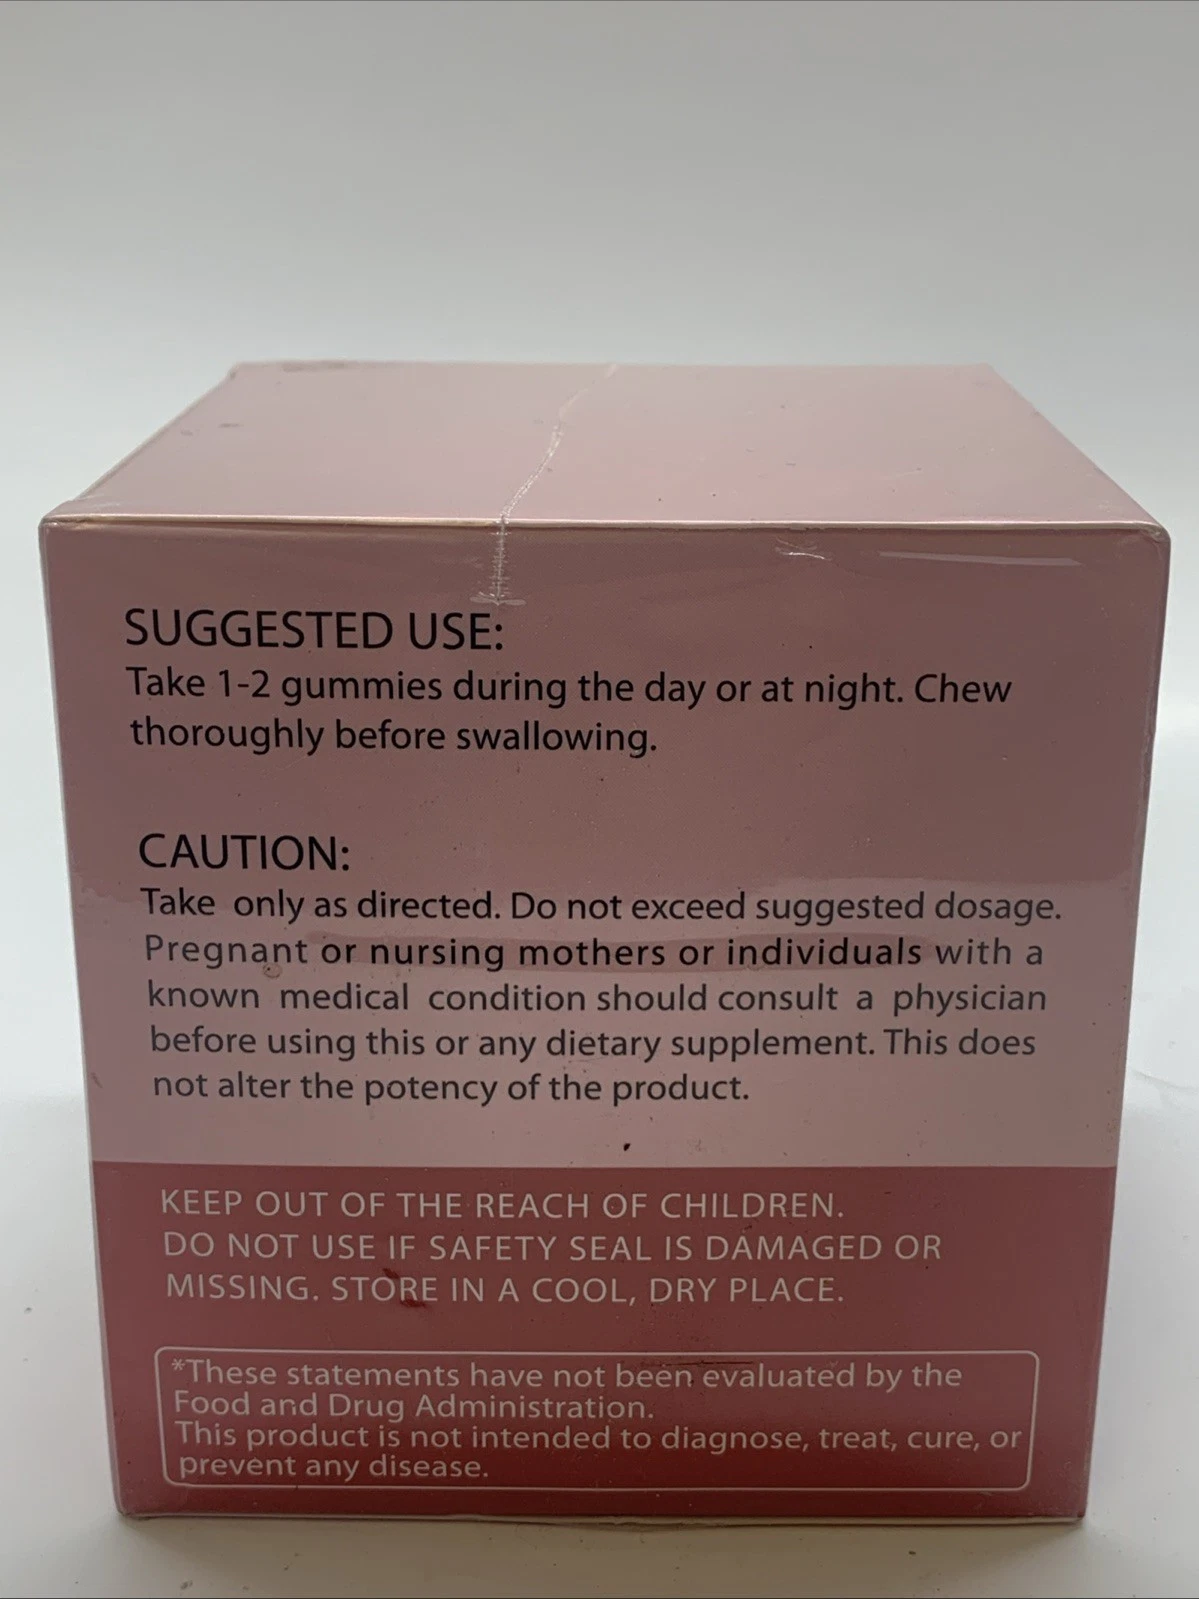 SUGGESTED USE:
Take 1-2 gummies during the day or at night. Chew
thoroughly before swallowing.
CAUTION:
Take only as directed. Do not exceed suggested dosage.
Pregnant or nursing mothers or individuals with a
known medical condition should consult a physician
before using this or any dietary supplement. This does
not alter the potency of the product.
KEEP OUT OF THE REACH OF CHILDREN.
DO NOT USE IF SAFETY SEAL IS DAMAGED OR
MISSING. STORE IN A COOL, DRY PLACE.
*These statements have not been evaluated by the
Food and Drug Administration.
This product is not intended to diagnose, treat, cure, or
prevent any disease.